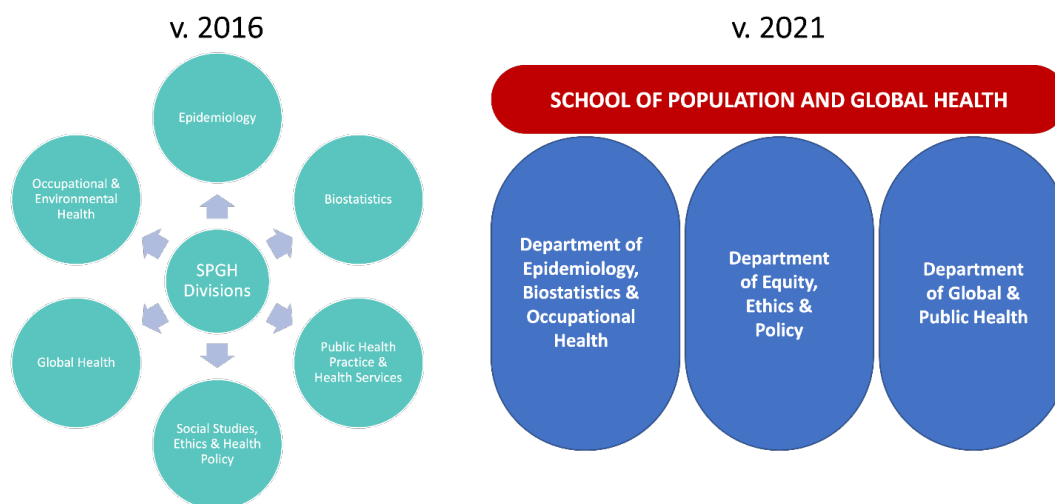 v. 2016
Epidemiology
Biostatistics
Public Health
Practice &
Health Services
Social Studies,
Ethics & Health
Policy
Global Health
Occupational &
Environmental
Health
SPGH
Divisions
v. 2021
SCHOOL OF POPULATION AND GLOBAL HEALTH
Department of
Epidemiology,
Biostatistics &
Occupational
Health
Department
of Equity,
Ethics &
Policy
Department
of Global &
Public Health